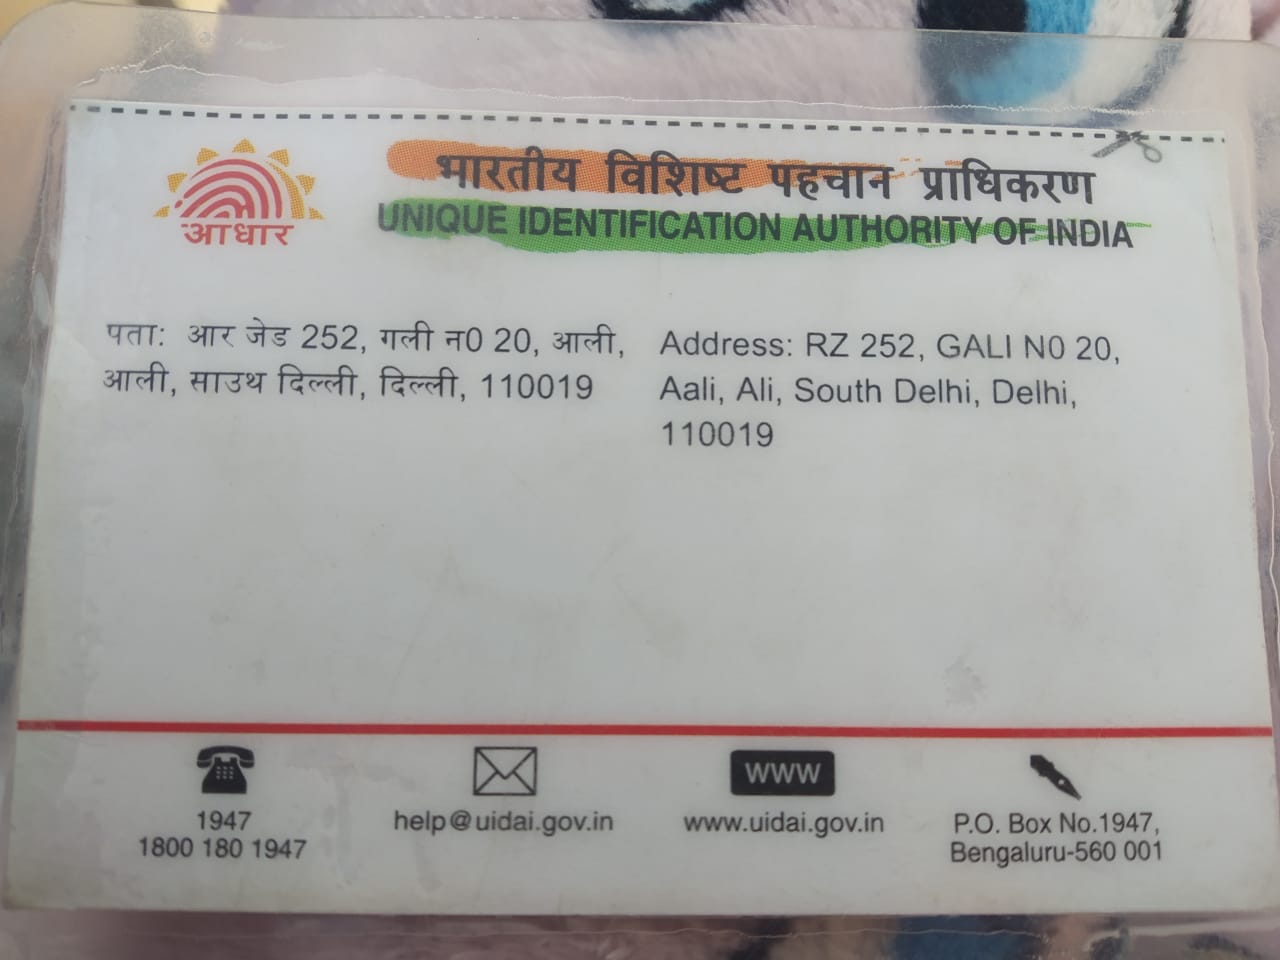 आधार
भारतीय विशिष्ट पहचान प्राधिकरण
UNIQUE IDENTIFICATION AUTHORITY OF INDIA
पता: आर जेड 252, गली न0 20, आली,
आली, साउथ दिल्ली, दिल्ली, 110019
Address: RZ 252, GALI N0 20,
Aali, Ali, South Delhi, Delhi,
110019
1947
1800 180 1947
help@uidai.gov.in
WWW
www.uidai.gov.in
P.O. Box No.1947,
Bengaluru-560 001